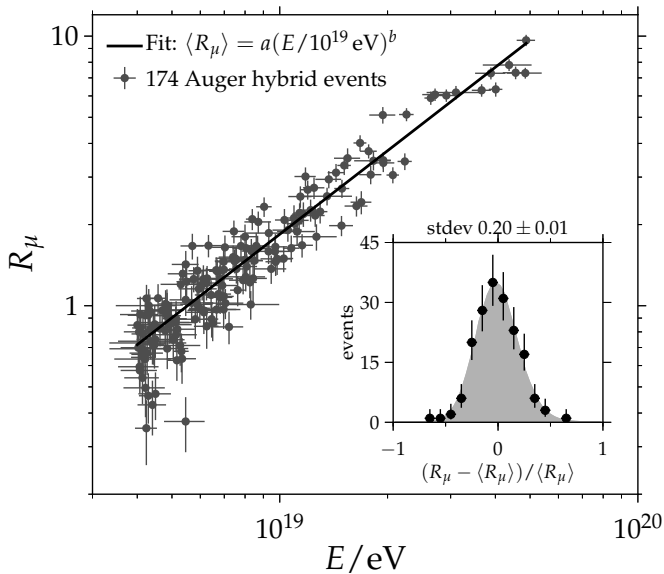 10
1
R_μ
Fit: ⟨R_μ⟩ = a(E/10^19 eV)^b
174 Auger hybrid events
stdev 0.20 ± 0.01
45
30
15
0
events
−1
0
1
(R_μ − ⟨R_μ⟩)/⟨R_μ⟩
10^19
10^20
E/eV